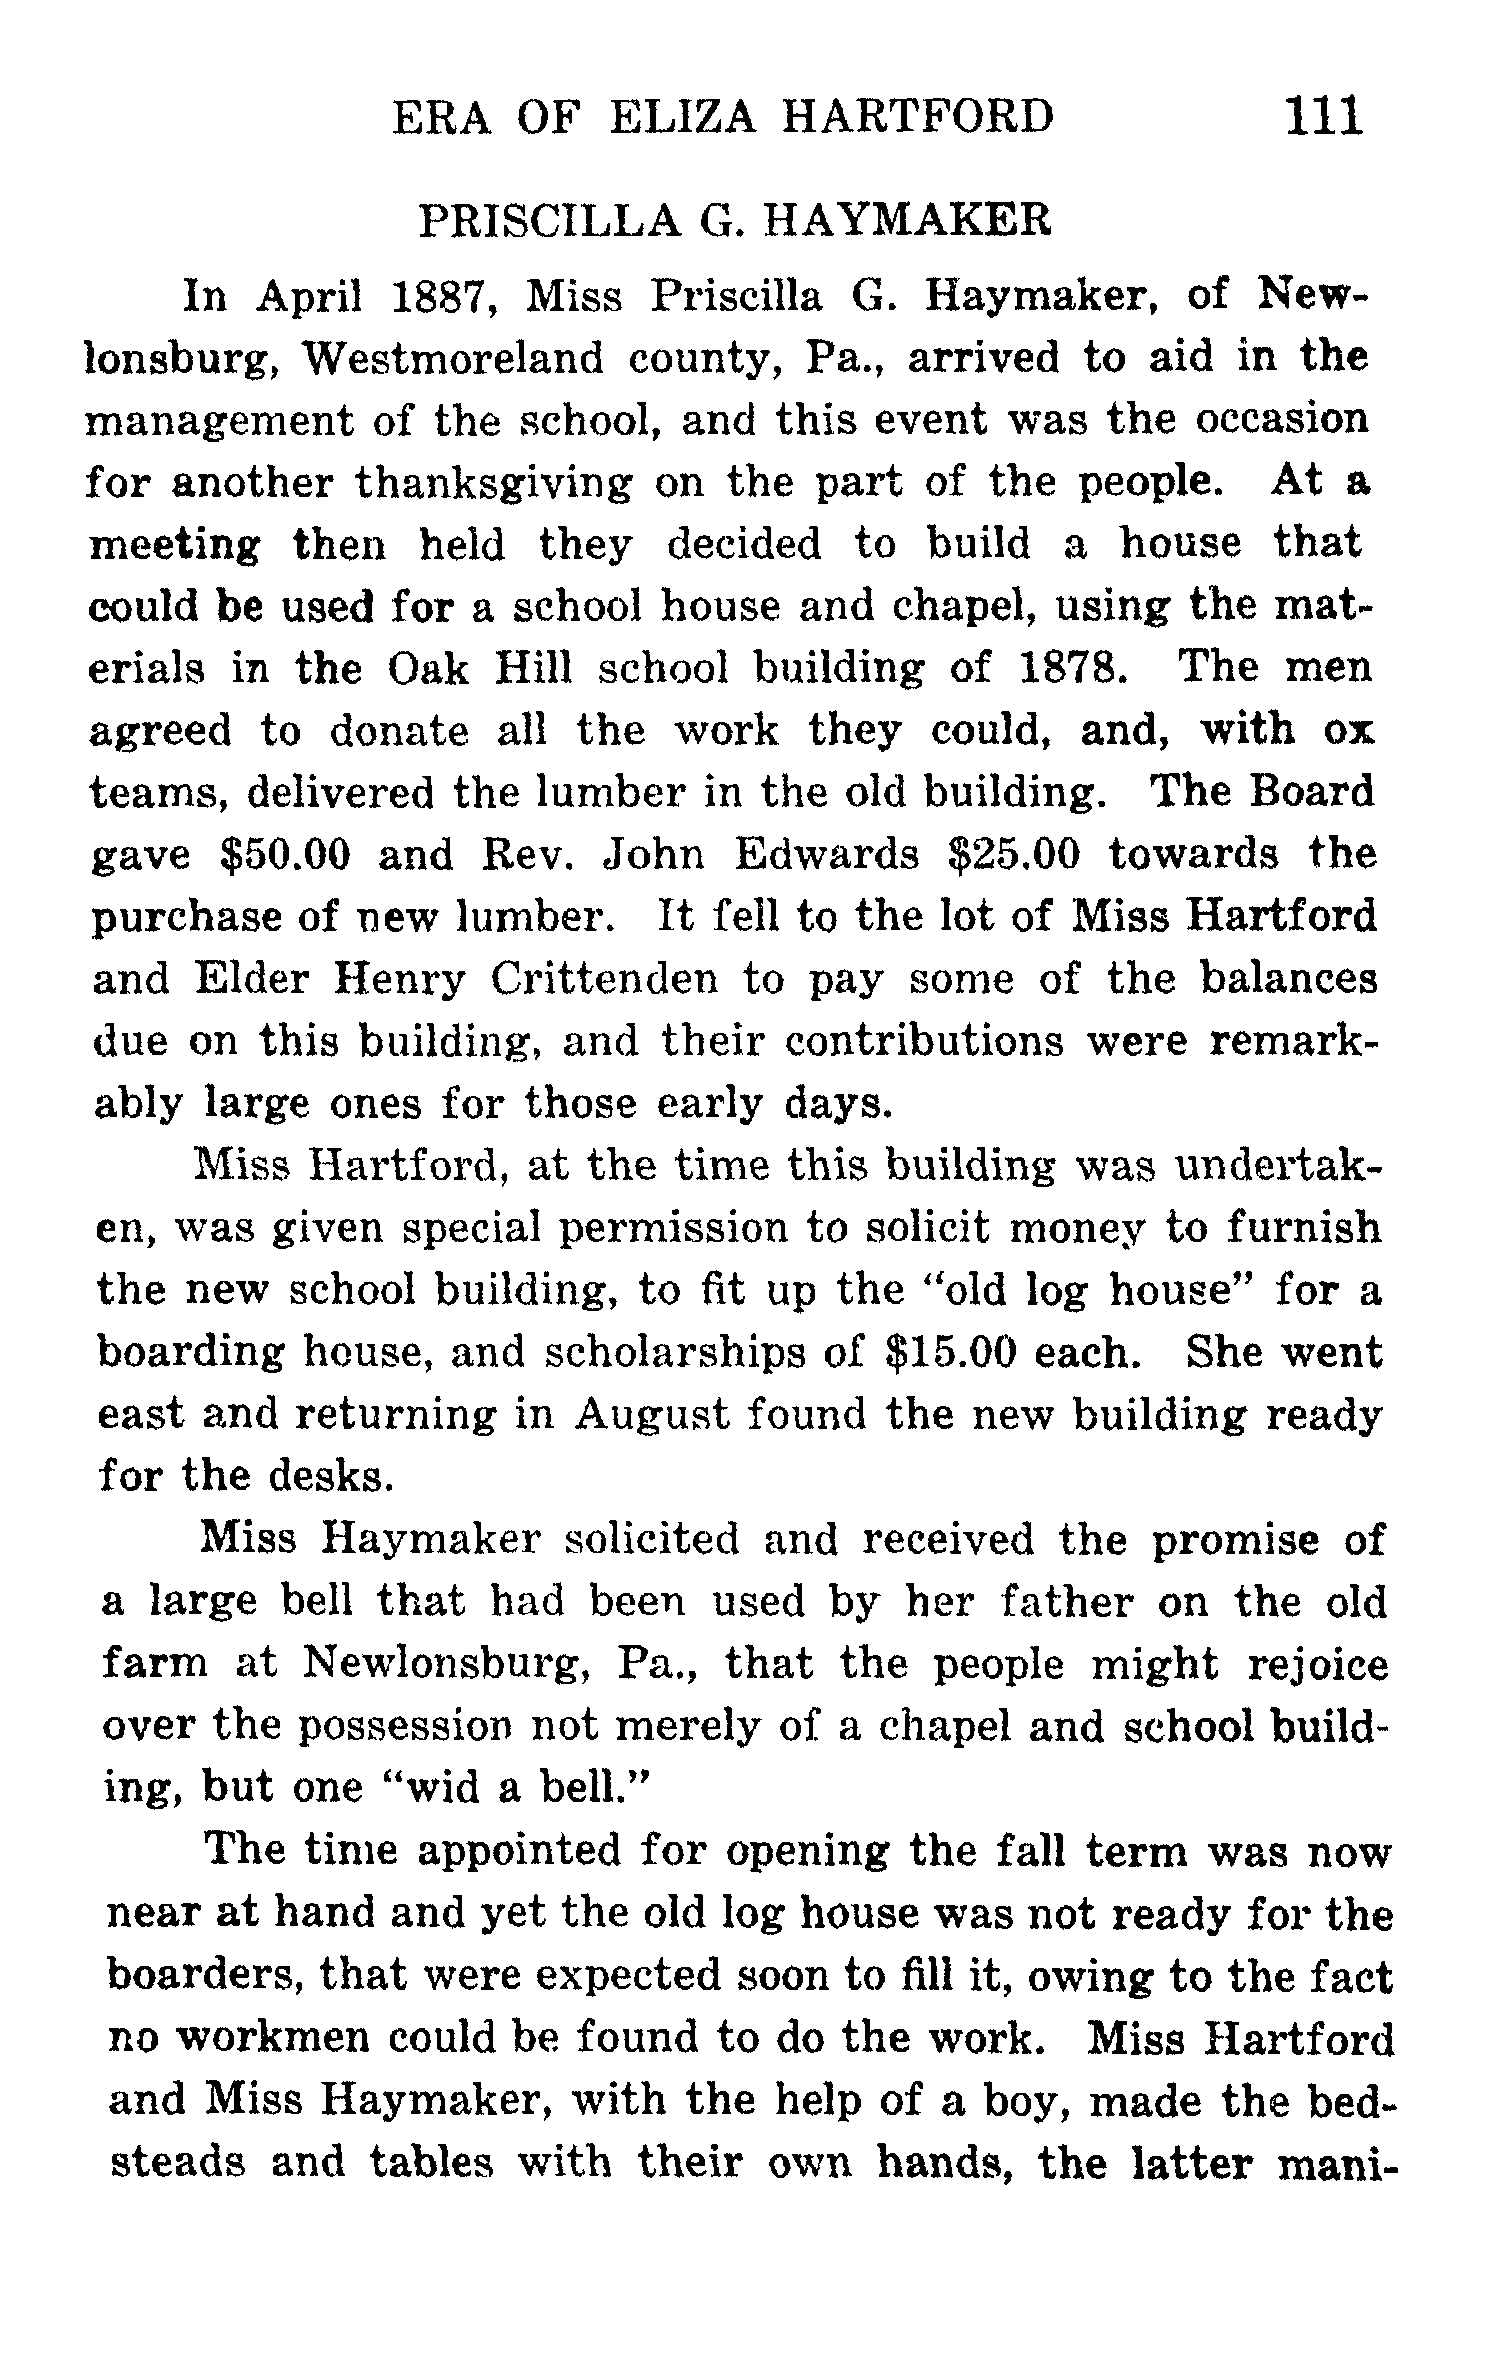 ERA OF ELIZA HARTFORD 111
PRISCILLA G. HAYMAKER
In April 1887, Miss Priscilla G. Haymaker, of New-
lonsburg, Westmoreland county, Pa., arrived to aid in the
management of the school, and this event was the occasion
for another thanksgiving on the part of the people. At a
meeting then held they decided to build a house that
could be used for a school house and chapel, using the mat-
erials in the Oak Hill school building of 1878. The men
agreed to donate all the work they could, and, with ox
teams, delivered the lumber in the old building. The Board
gave $50.00 and Rev. John Edwards $25.00 towards the
purchase of new lumber. It fell to the lot of Miss Hartford
and Elder Henry Crittenden to pay some of the balances
due on this building, and their contributions were remark-
ably large ones for those early days.
Miss Hartford, at the time this building was undertak-
en, was given special permission to solicit money to furnish
the new school building, to fit up the "old log house" for a
boarding house, and scholarships of $15.00 each. She went
east and returning in August found the new building ready
for the desks.
Miss Haymaker solicited and received the promise of
a large bell that had been used by her father on the old
farm at Newlonsburg, Pa., that the people might rejoice
over the possession not merely of a chapel and school build-
ing, but one "wid a bell."
The time appointed for opening the fall term was now
near at hand and yet the old log house was not ready for the
boarders, that were expected soon to fill it, owing to the fact
no workmen could be found to do the work. Miss Hartford
and Miss Haymaker, with the help of a boy, made the bed-
steads and tables with their own hands, the latter mani-